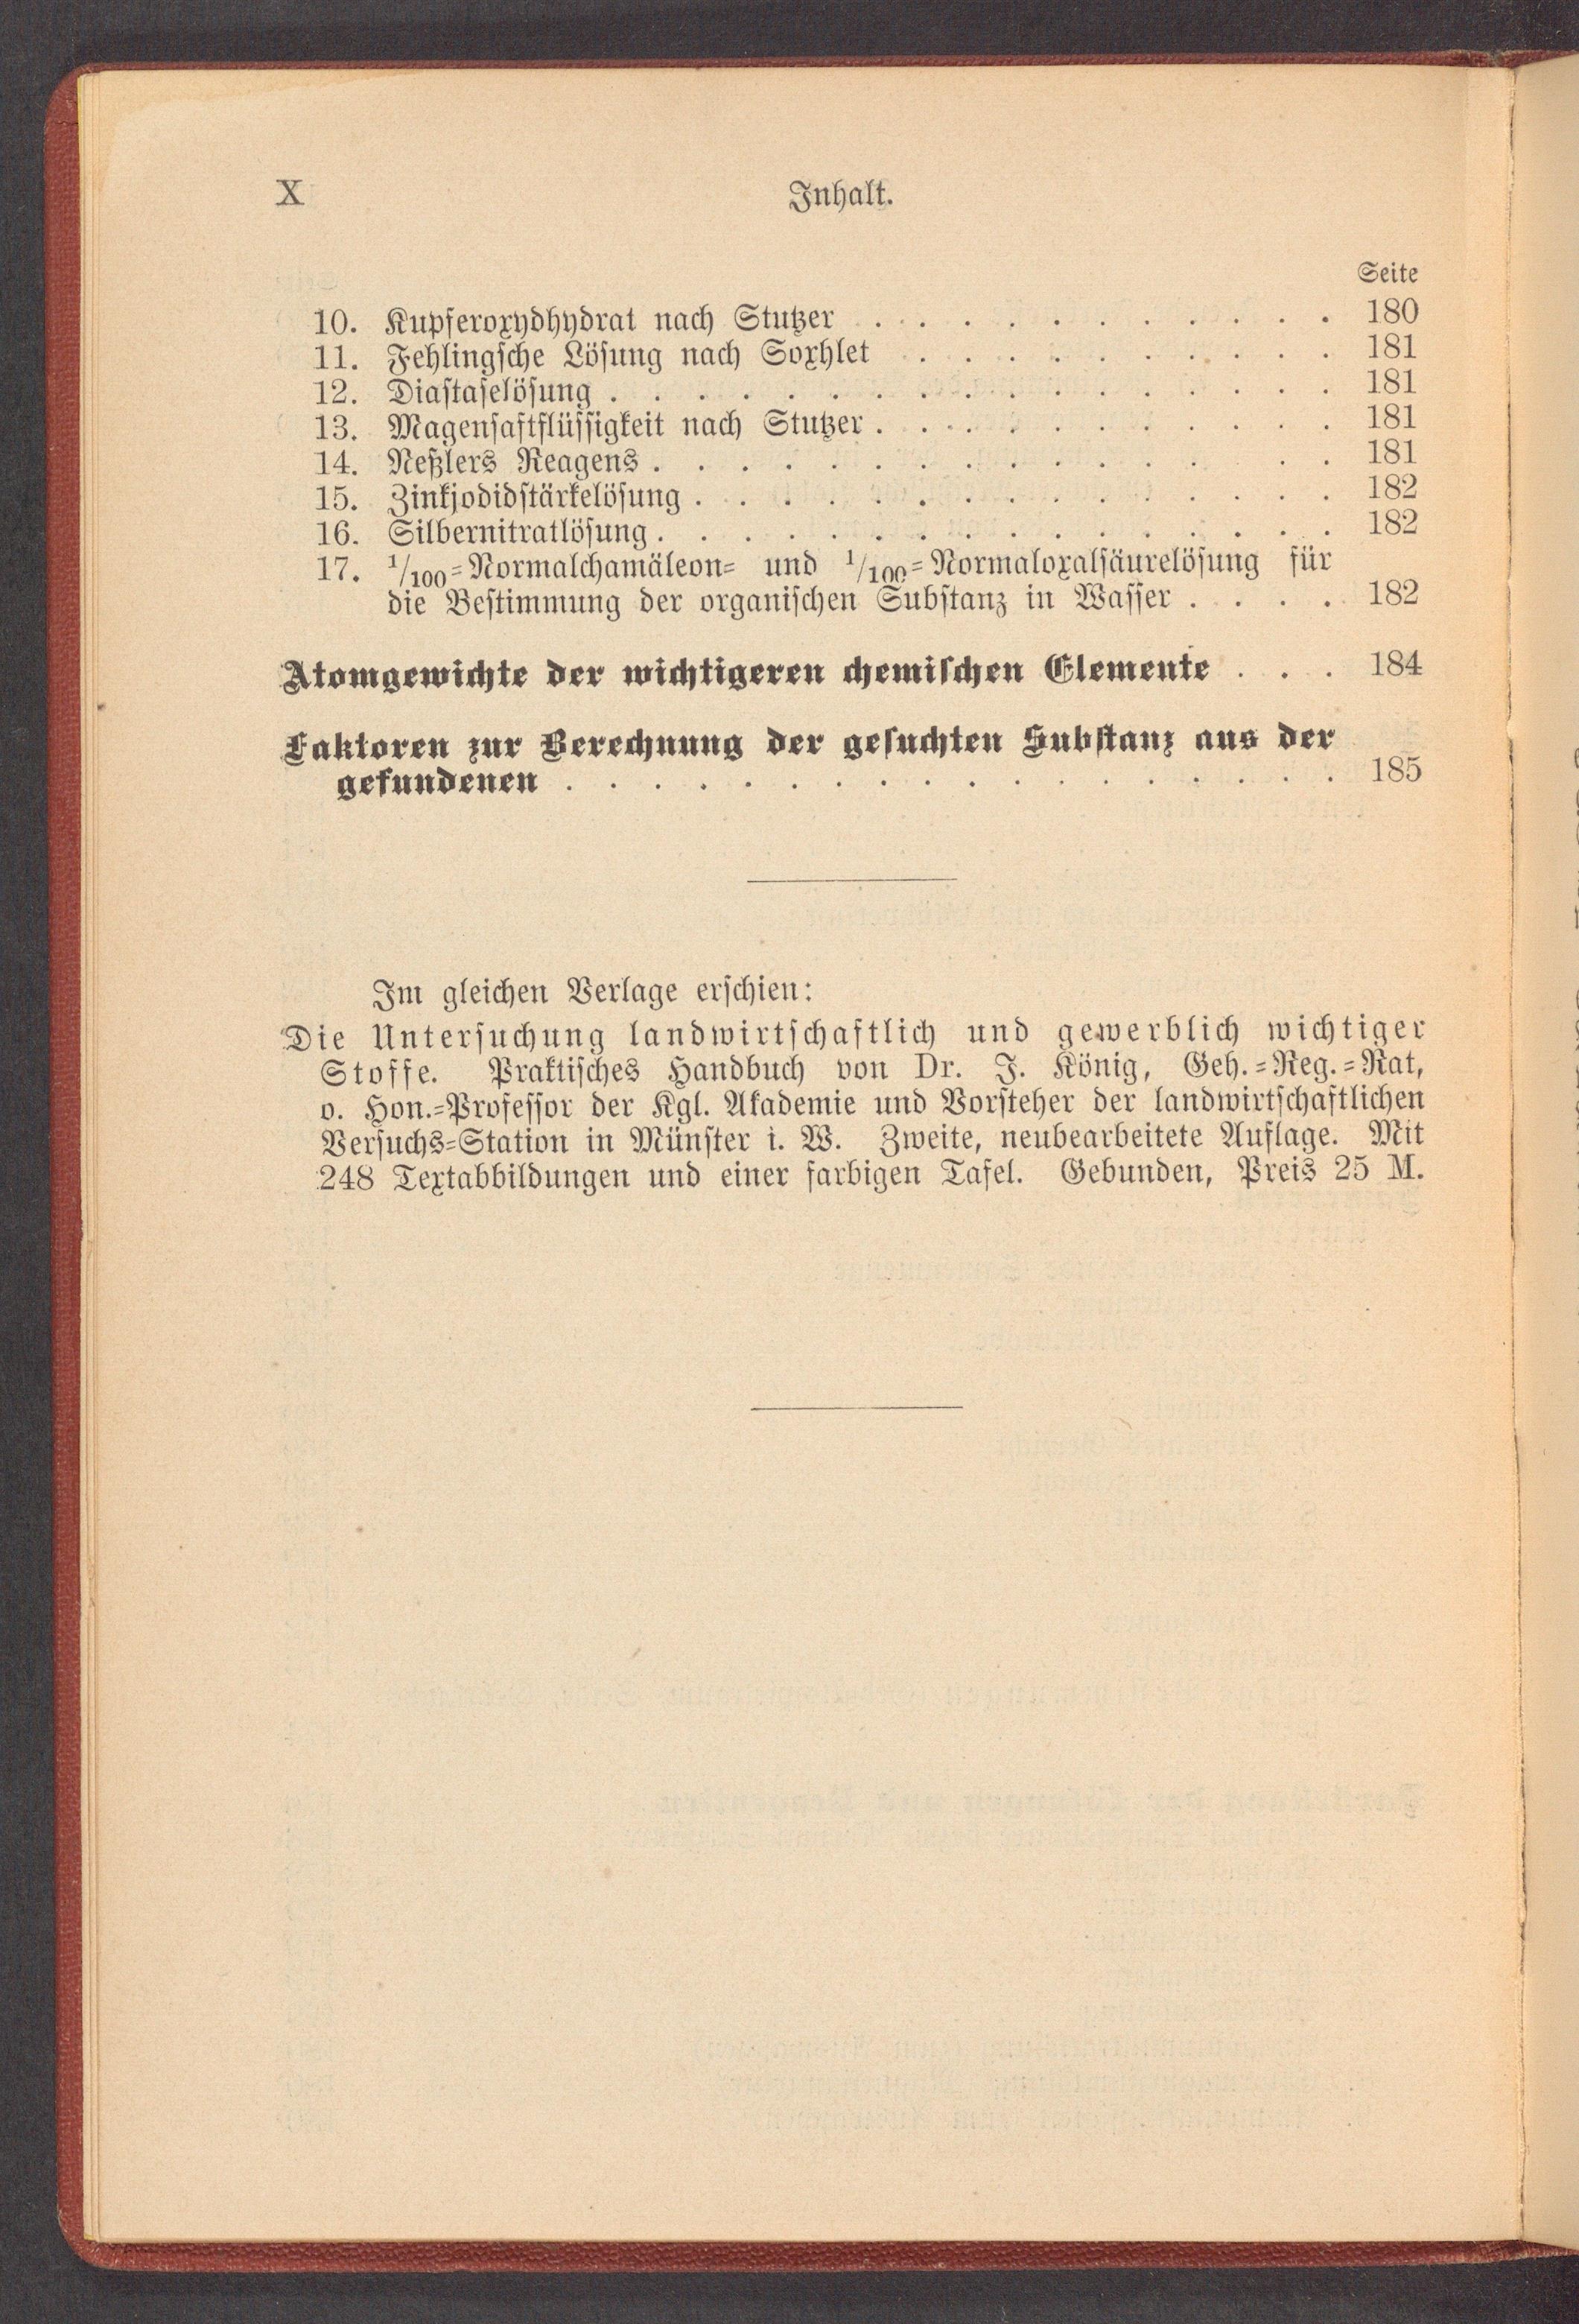 X Inhalt.
Seite
10. Kupferoxydhydrat nach Stutzer . . . . . . . . . . . 180
11. Fehlingsche Lösung nach Soxhlet . . . . . . . . . . 181
12. Diastaselösung . . . . . . . . . . . . . . . . . 181
13. Magensaftflüssigkeit nach Stutzer . . . . . . . . . . . 181
14. Neßlers Reagens . . . . . . . . . . . . . . . . 181
15. Zinkjodidstärkelösung . . . . . . . . . . . . . . . 182
16. Silbernitratlösung . . . . . . . . . . . . . . . . 182
17. 1/100=Normalchamäleon= und 1/100=Normaloxalsäurelösung für
die Bestimmung der organischen Substanz in Wasser . . . . 182
Atomgewichte der wichtigeren chemischen Elemente . . . 184
Faktoren zur Berechnung der gesuchten Substanz aus der
gefundenen . . . . . . . . . . . . . . . . . . 185
Im gleichen Verlage erschien:
Die Untersuchung landwirtschaftlich und gewerblich wichtiger
Stoffe. Praktisches Handbuch von Dr. J. König, Geh.=Reg.=Rat,
o. Hon.=Professor der Kgl. Akademie und Vorsteher der landwirtschaftlichen
Versuchs=Station in Münster i. W. Zweite, neubearbeitete Auflage. Mit
248 Textabbildungen und einer farbigen Tafel. Gebunden, Preis 25 M.